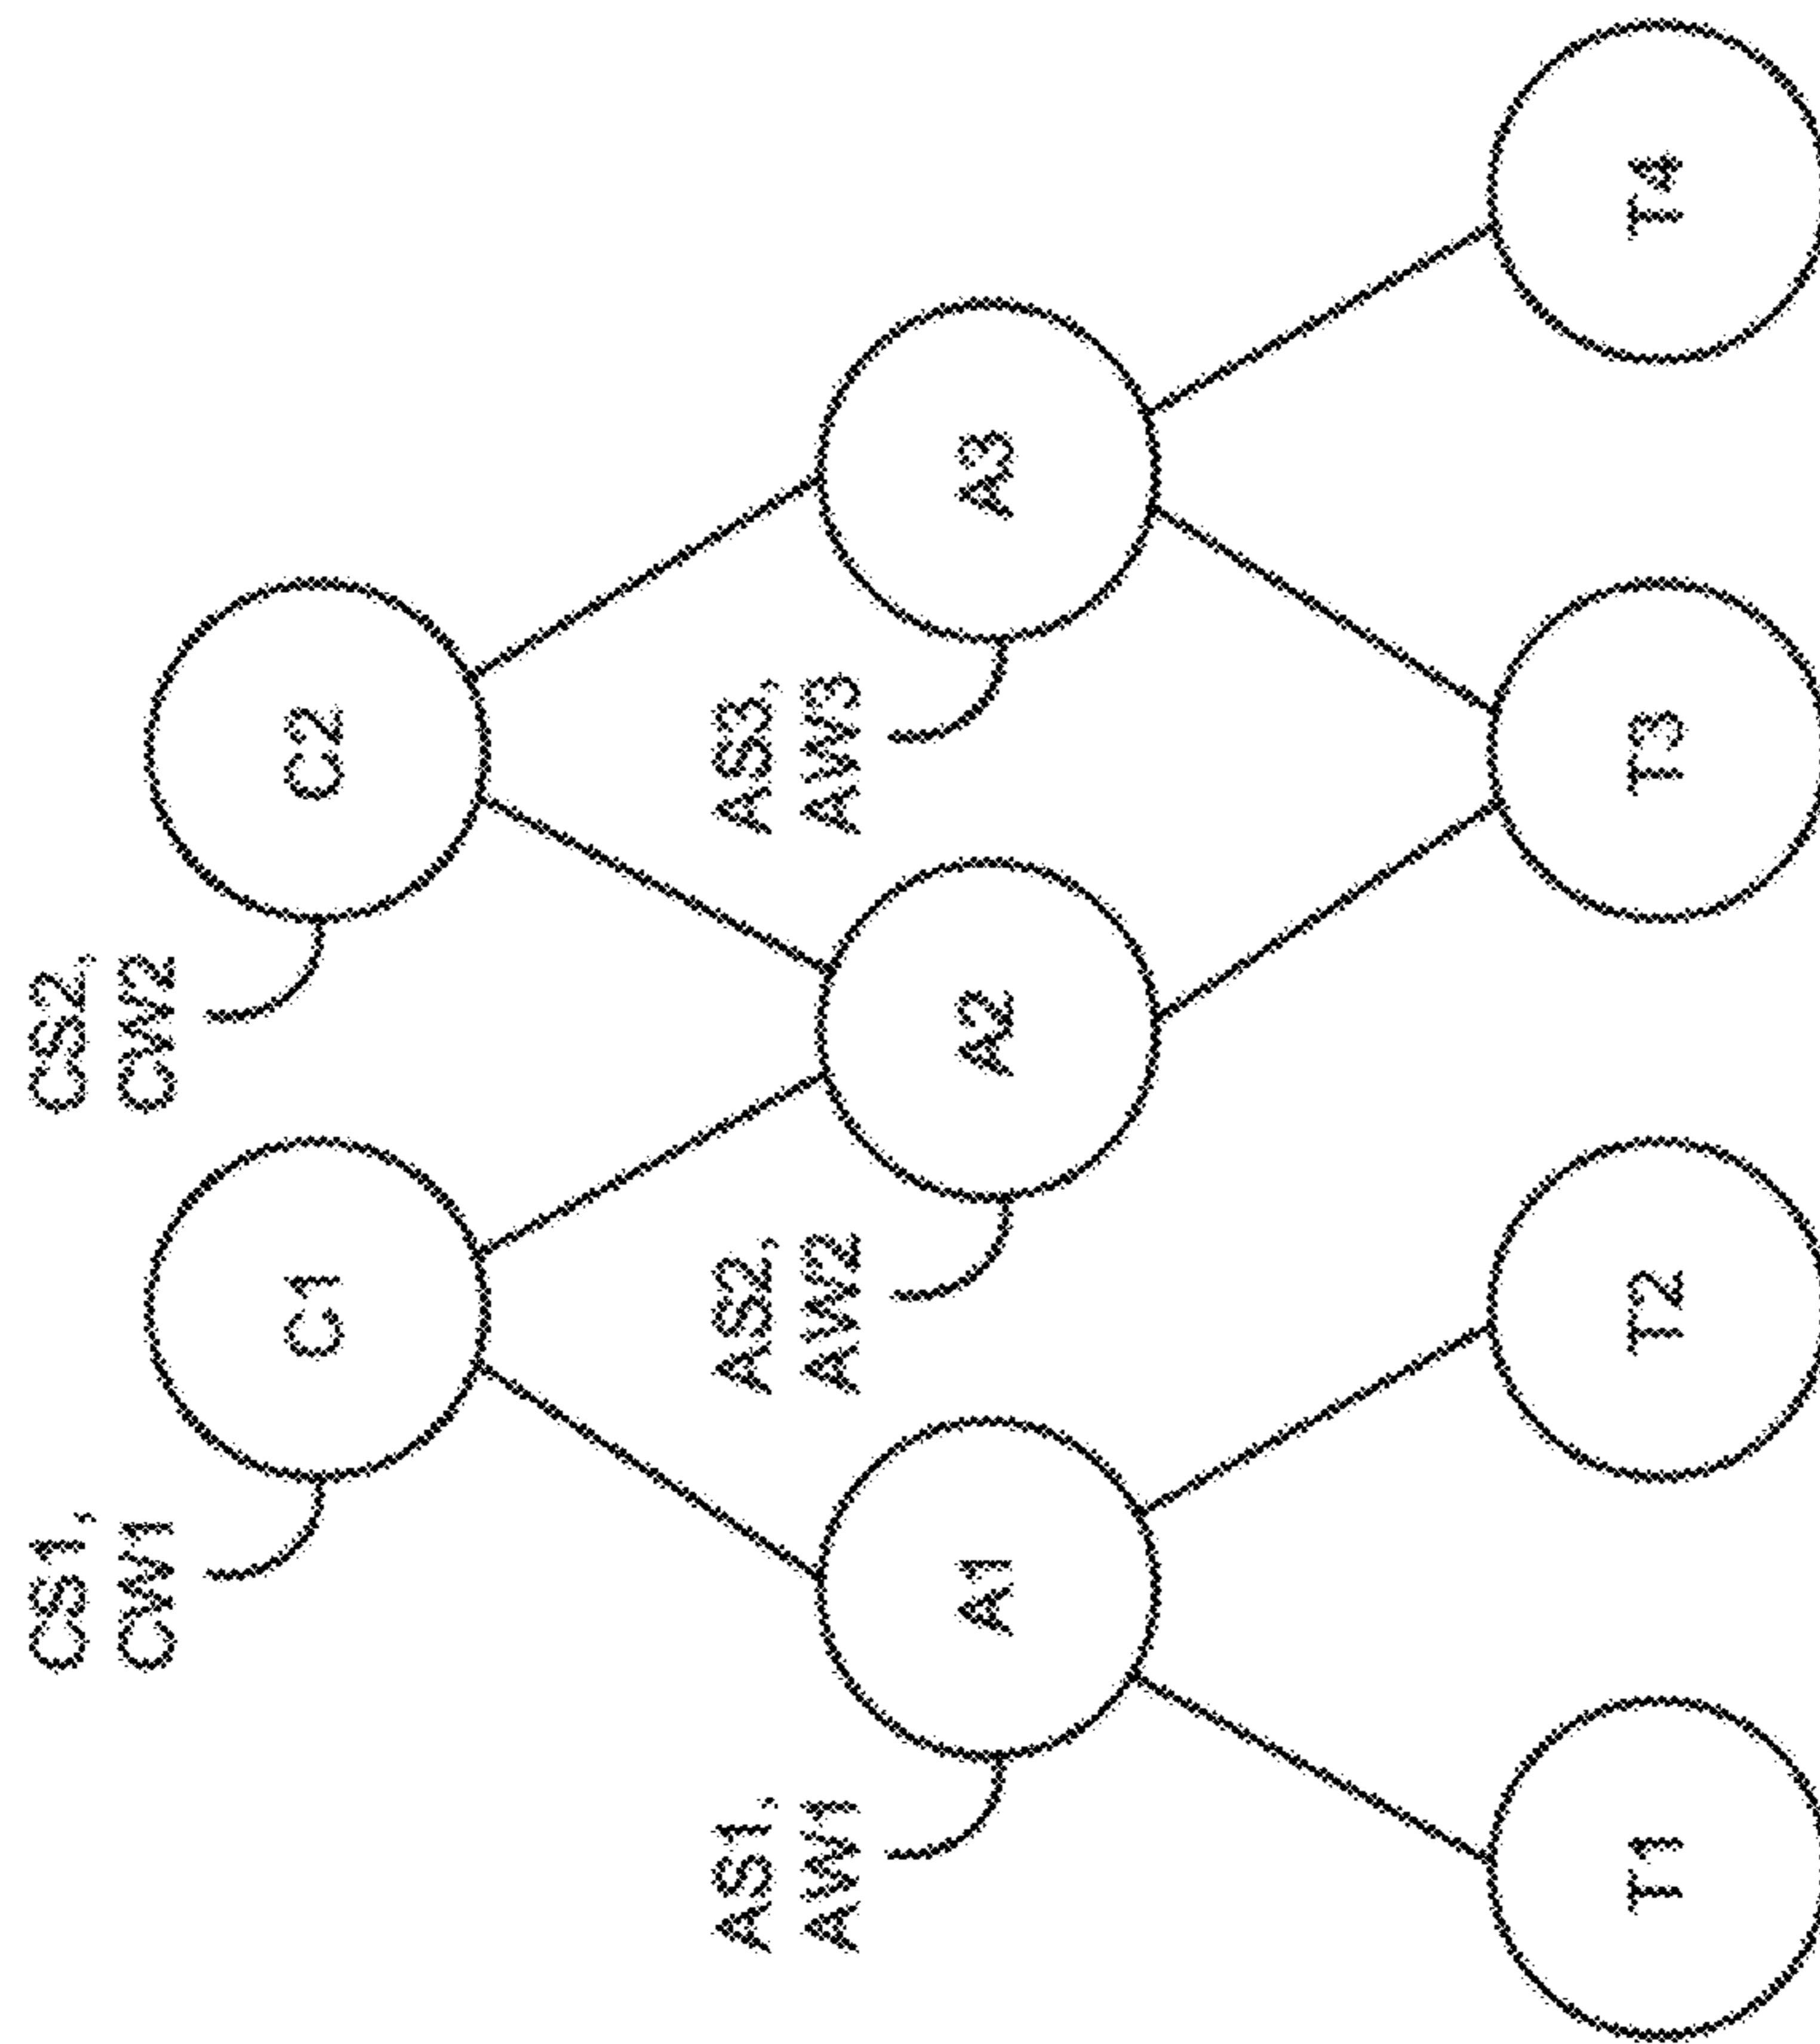 CS1,
CW1
CS2,
CW2
C1
C2
AS1,
AW1
AS2,
AW2
AS3,
AW3
A1
A2
A3
T1
T2
T3
T4